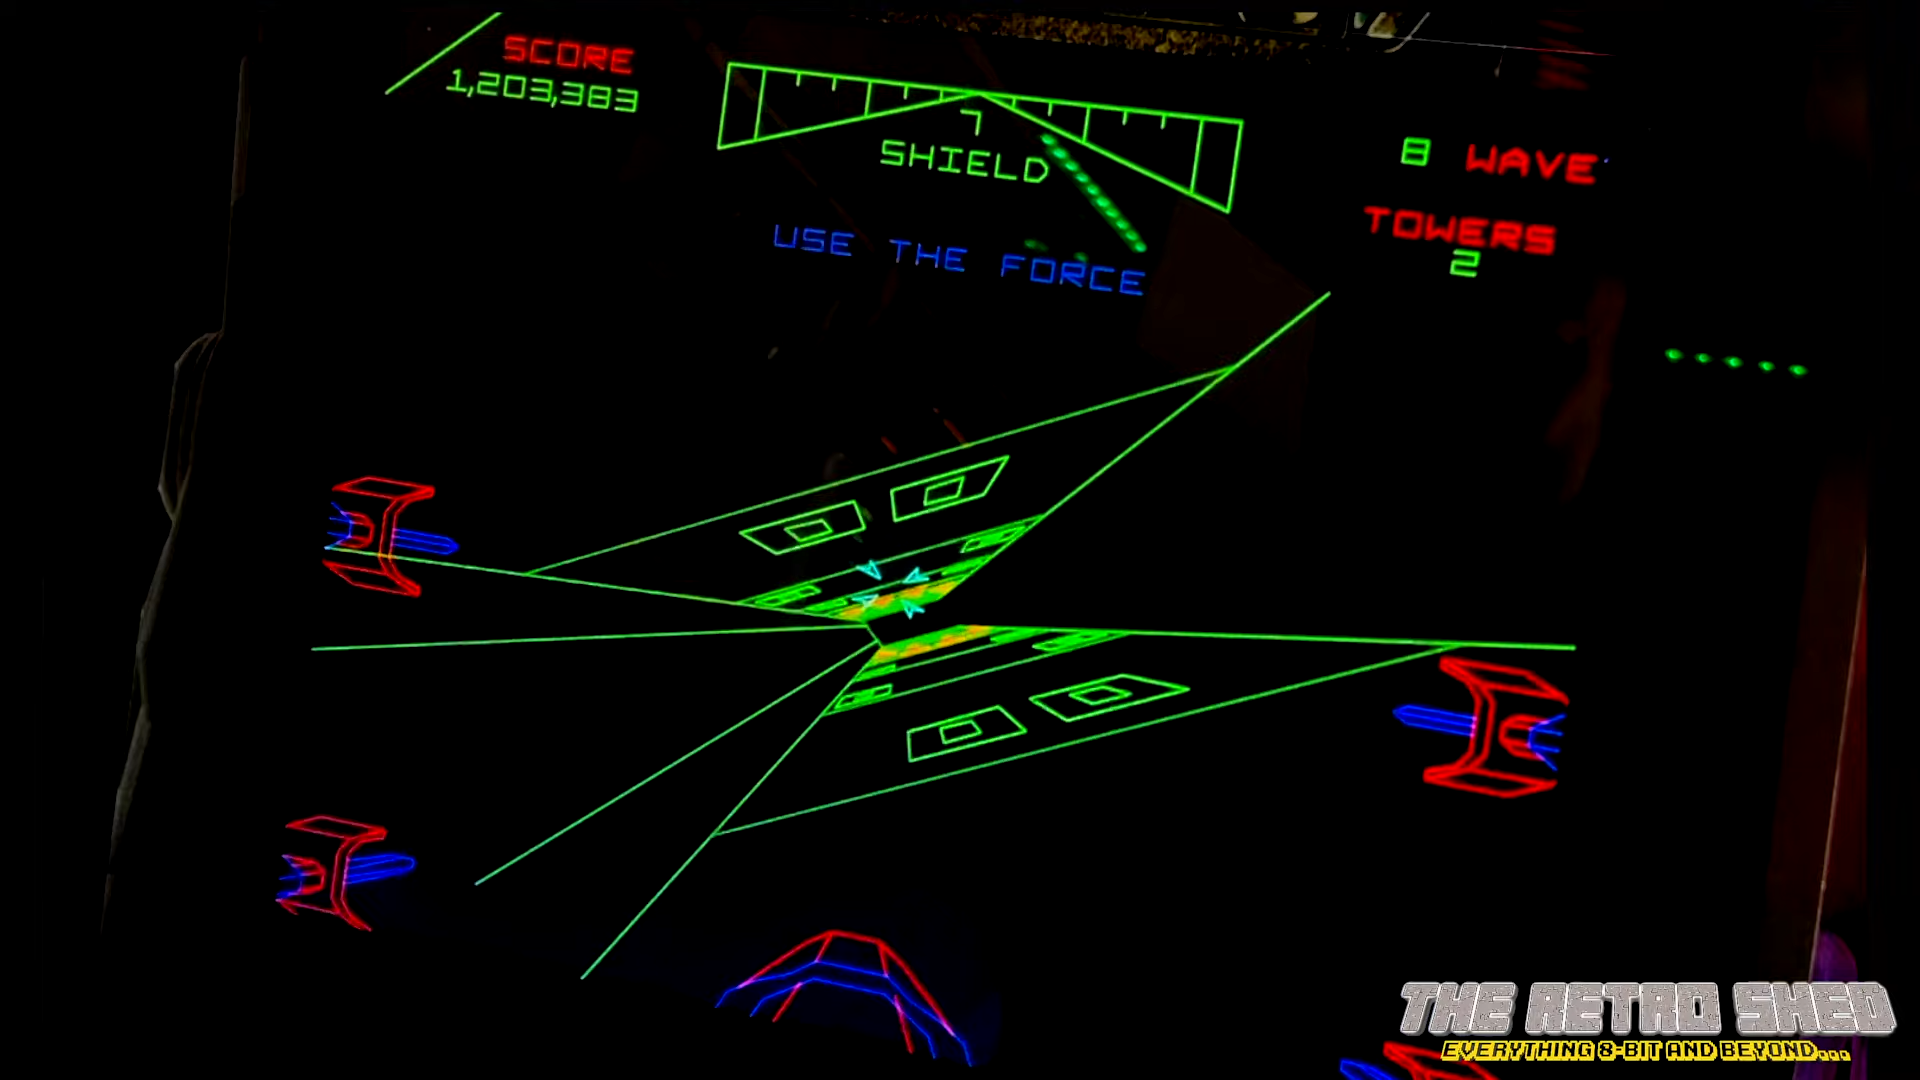 SCORE
1,203,383
7
SHIELD
8 WAVE
TOWERS
2
USE THE FORCE
THE RETRO SHED
EVERYTHING 8-BIT AND BEYOND...